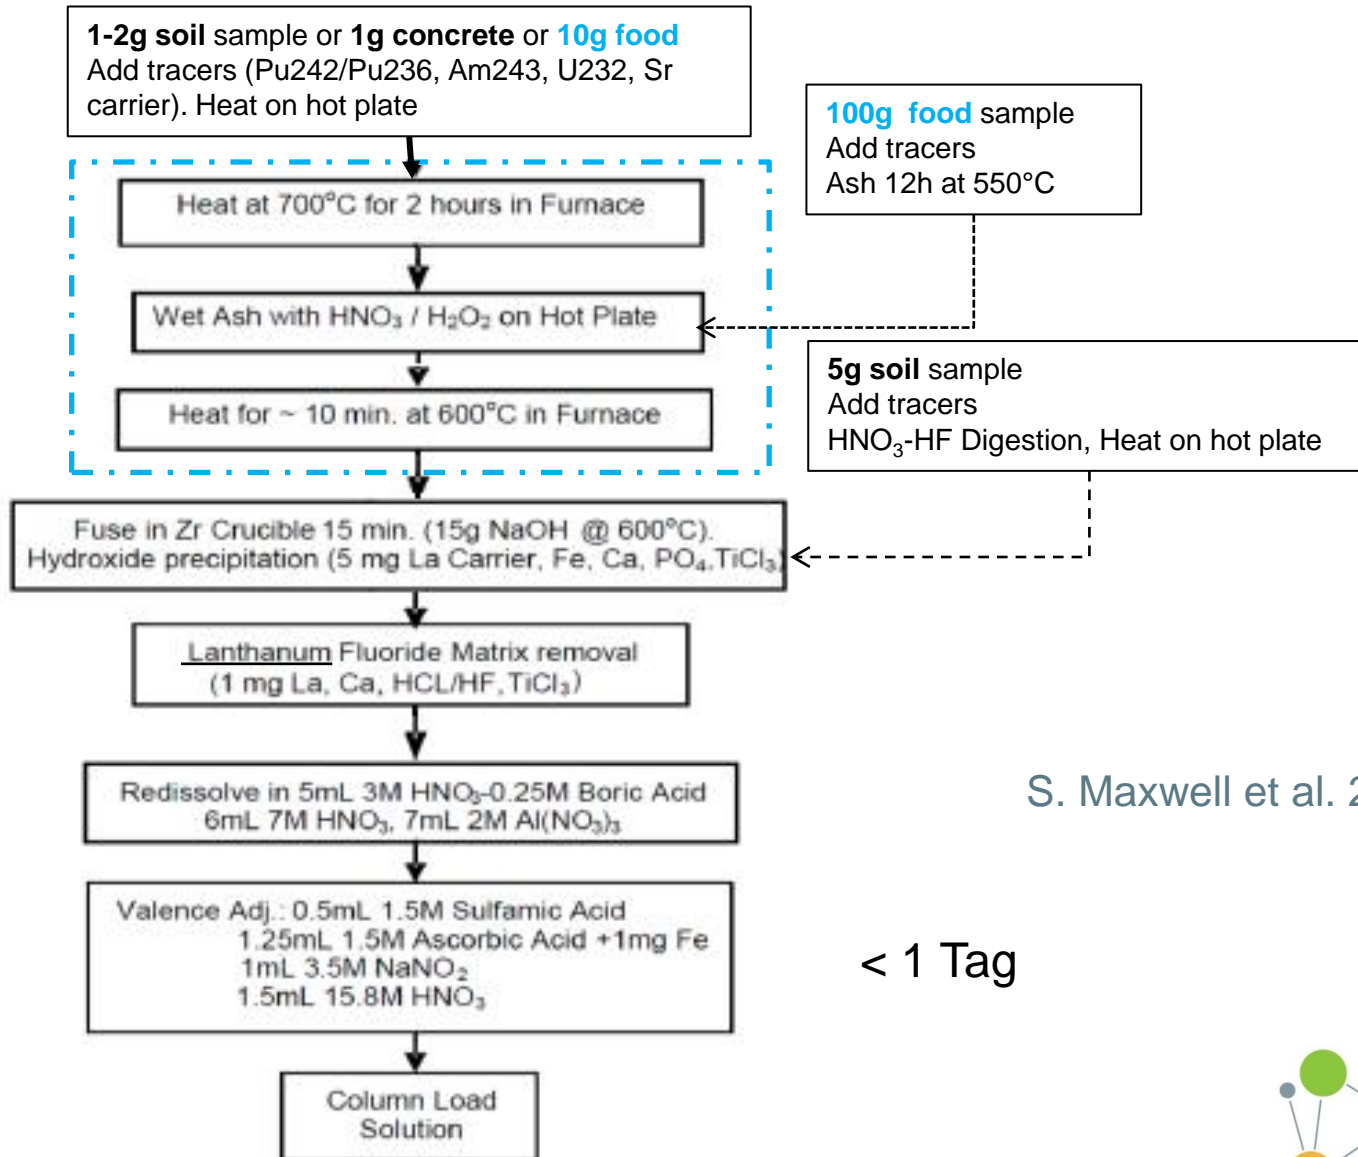 1-2g soil sample or 1g concrete or 10g food
Add tracers (Pu242/Pu236, Am243, U232, Sr
carrier). Heat on hot plate
100g food sample
Add tracers
Ash 12h at 550°C
Heat at 700°C for 2 hours in Furnace
Wet Ash with HNO₃ / H₂O₂ on Hot Plate
Heat for ~ 10 min. at 600°C in Furnace
5g soil sample
Add tracers
HNO₃-HF Digestion, Heat on hot plate
Fuse in Zr Crucible 15 min. (15g NaOH @ 600°C).
Hydroxide precipitation (5 mg La Carrier, Fe, Ca, PO₄,TiCl₃)
Lanthanum Fluoride Matrix removal
(1 mg La, Ca, HCL/HF, TiCl₃)
Redissolve in 5mL 3M HNO₃-0.25M Boric Acid
6mL 7M HNO₃, 7mL 2M Al(NO₃)₃
S. Maxwell et al. 2
Valence Adj.: 0.5mL 1.5M Sulfamic Acid
1.25mL 1.5M Ascorbic Acid +1mg Fe
1mL 3.5M NaNO₂
1.5mL 15.8M HNO₃
< 1 Tag
Column Load
Solution